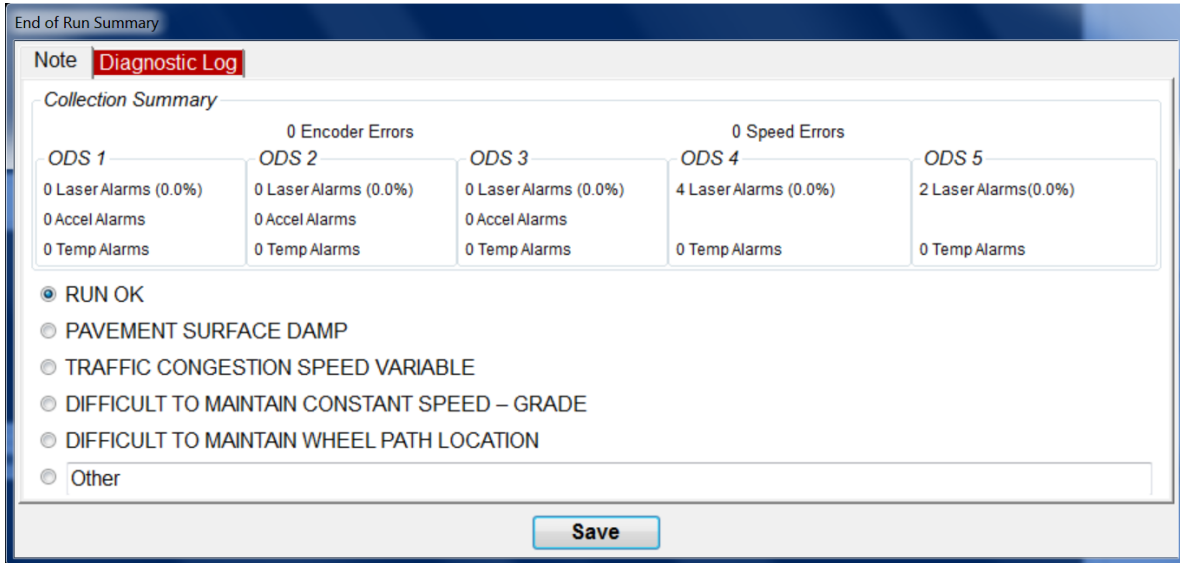 End of Run Summary
Note Diagnostic Log
Collection Summary
0 Encoder Errors 0 Speed Errors
ODS 1 ODS 2 ODS 3 ODS 4 ODS 5
0 Laser Alarms (0.0%) 0 Laser Alarms (0.0%) 0 Laser Alarms (0.0%) 4 Laser Alarms (0.0%) 2 Laser Alarms(0.0%)
0 Accel Alarms 0 Accel Alarms 0 Accel Alarms
0 Temp Alarms 0 Temp Alarms 0 Temp Alarms 0 Temp Alarms 0 Temp Alarms
RUN OK
PAVEMENT SURFACE DAMP
TRAFFIC CONGESTION SPEED VARIABLE
DIFFICULT TO MAINTAIN CONSTANT SPEED – GRADE
DIFFICULT TO MAINTAIN WHEEL PATH LOCATION
Other
Save